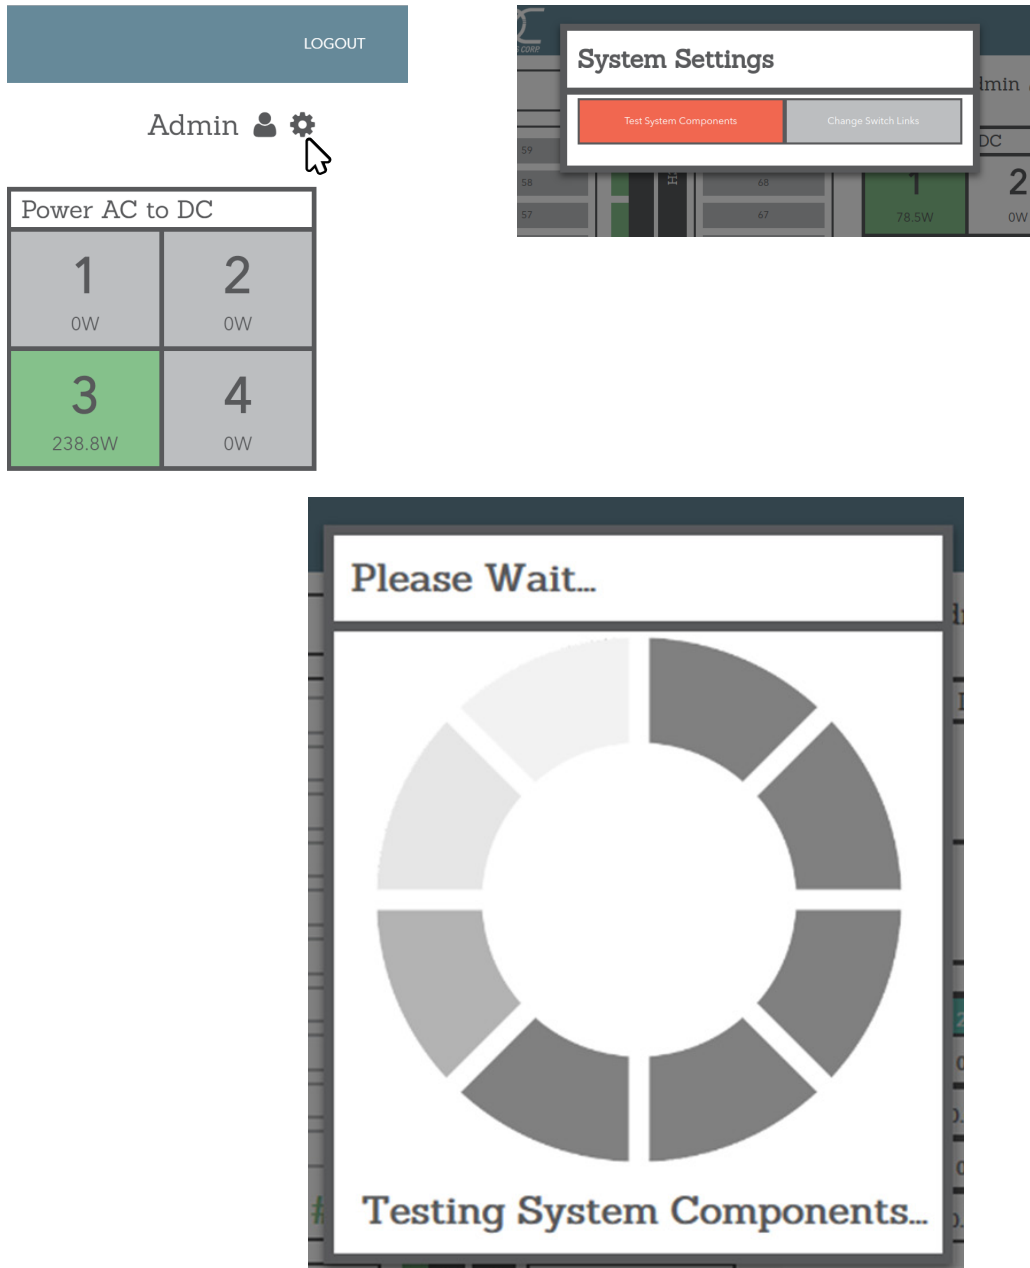 LOGOUT
Admin
Power AC to DC
1
2
0W
0W
3
4
238.8W
0W
S CORP.
System Settings
Test System Components
Change Switch Links
dmin
DC
59
58
57
68
67
1
2
78.5W
0W
Please Wait...
Testing System Components...